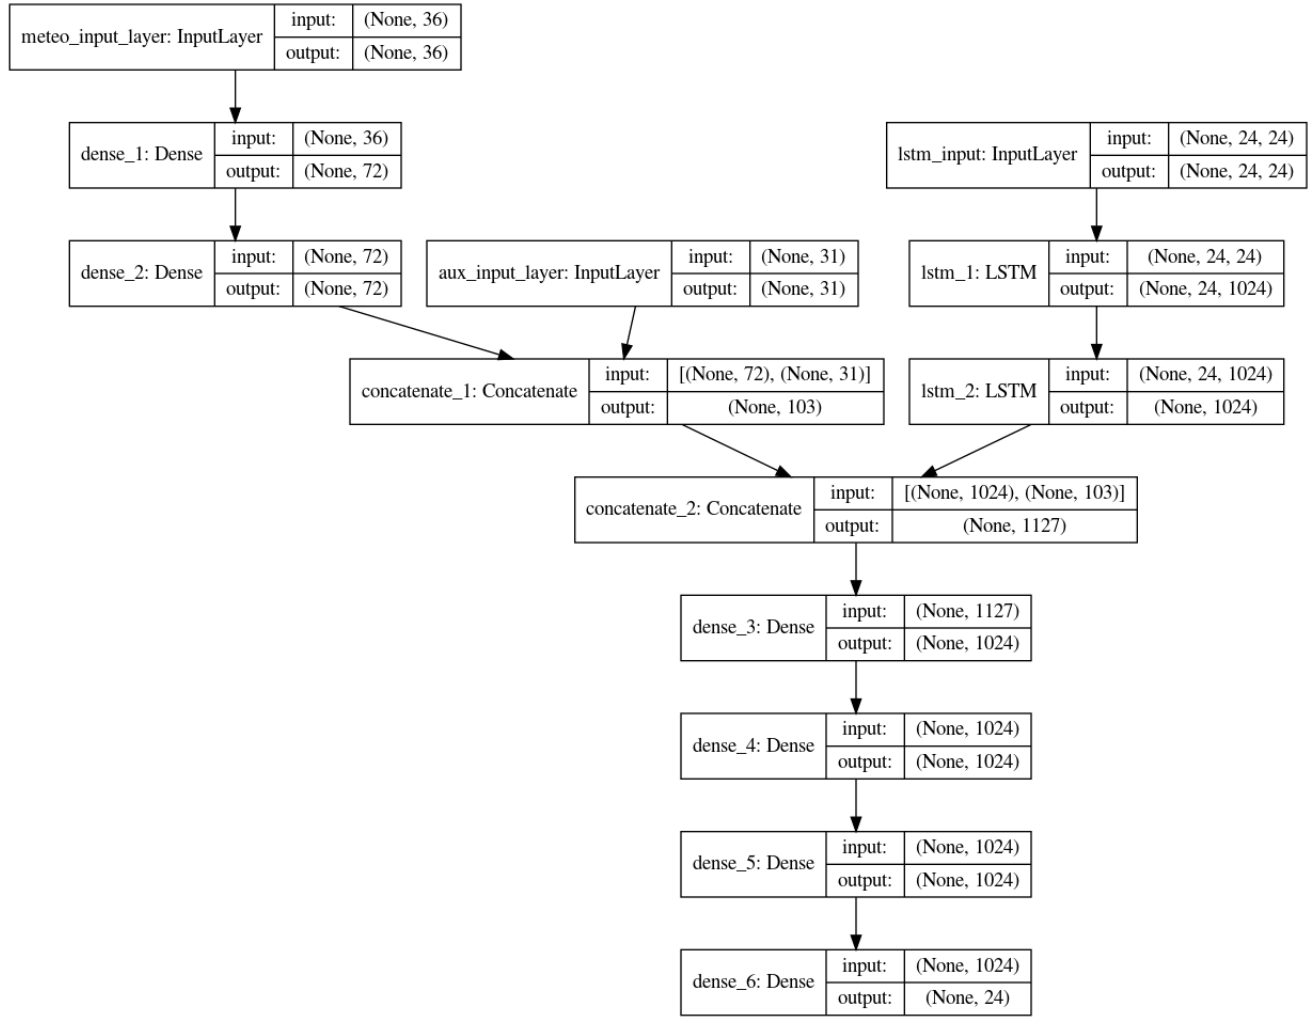 meteo_input_layer: InputLayer
input:
(None, 36)
output:
(None, 36)
dense_1: Dense
input:
(None, 36)
output:
(None, 72)
lstm_input: InputLayer
input:
(None, 24, 24)
output:
(None, 24, 24)
dense_2: Dense
input:
(None, 72)
output:
(None, 72)
aux_input_layer: InputLayer
input:
(None, 31)
output:
(None, 31)
lstm_1: LSTM
input:
(None, 24, 24)
output:
(None, 24, 1024)
concatenate_1: Concatenate
input:
[(None, 72), (None, 31)]
output:
(None, 103)
lstm_2: LSTM
input:
(None, 24, 1024)
output:
(None, 1024)
concatenate_2: Concatenate
input:
[(None, 1024), (None, 103)]
output:
(None, 1127)
dense_3: Dense
input:
(None, 1127)
output:
(None, 1024)
dense_4: Dense
input:
(None, 1024)
output:
(None, 1024)
dense_5: Dense
input:
(None, 1024)
output:
(None, 1024)
dense_6: Dense
input:
(None, 1024)
output:
(None, 24)